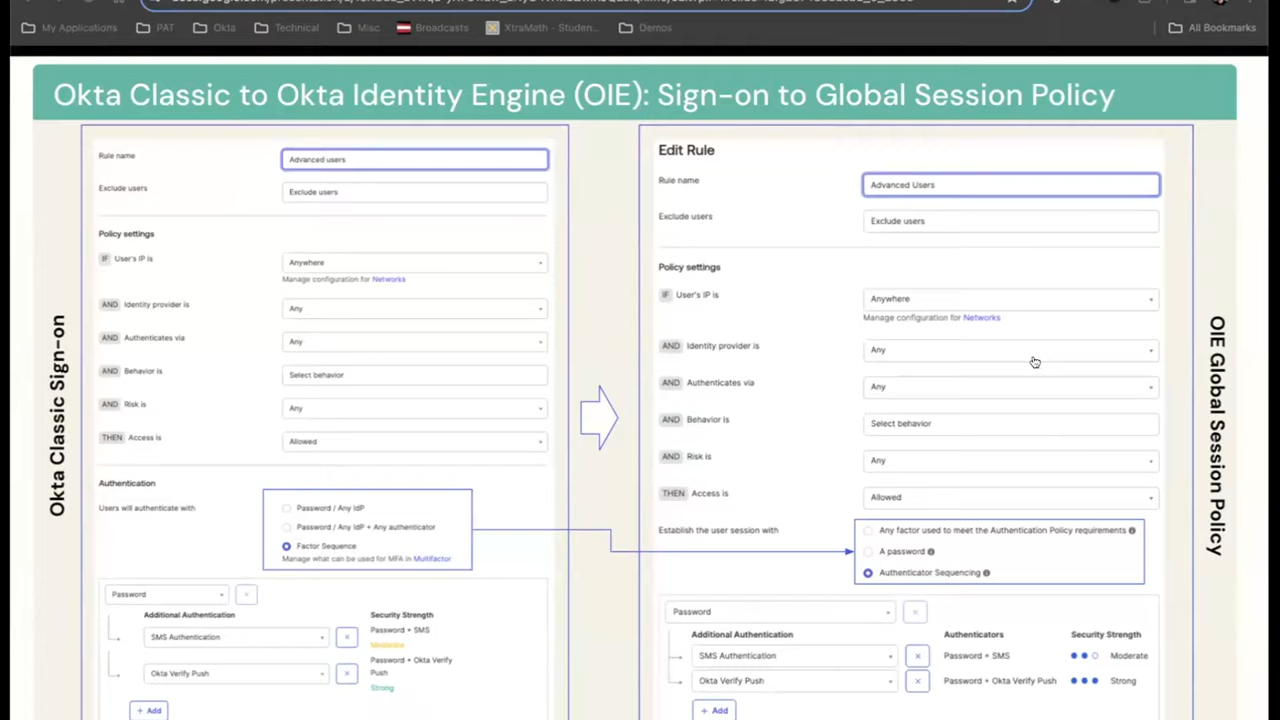 My Applications PAT Okta Technical Misc Broadcasts XtraMath - Studen... Demos All Bookmarks
Okta Classic to Okta Identity Engine (OIE): Sign-on to Global Session Policy
Okta Classic Sign-on
Rule name Advanced users
Exclude users Exclude users
Policy settings
IF User's IP is Anywhere
Manage configuration for Networks
AND Identity provider is Any
AND Authenticates via Any
AND Behavior is Select behavior
AND Risk is Any
THEN Access is Allowed
Authentication
Users will authenticate with Password / Any IdP
Password / Any IdP + Any authenticator
Factor Sequence
Manage what can be used for MFA in Multifactor
Password
Additional Authentication Security Strength
SMS Authentication Password + SMS
Moderate
Okta Verify Push Password + Okta Verify
Push
Strong
+ Add
Edit Rule
Rule name Advanced Users
Exclude users Exclude users
Policy settings
IF User's IP is Anywhere
Manage configuration for Networks
AND Identity provider is Any
AND Authenticates via Any
AND Behavior is Select behavior
AND Risk is Any
THEN Access is Allowed
Establish the user session with Any factor used to meet the Authentication Policy requirements
A password
Authenticator Sequencing
Password
Additional Authentication Authenticators Security Strength
SMS Authentication Password + SMS Moderate
Okta Verify Push Password + Okta Verify Push Strong
+ Add
OIE Global Session Policy